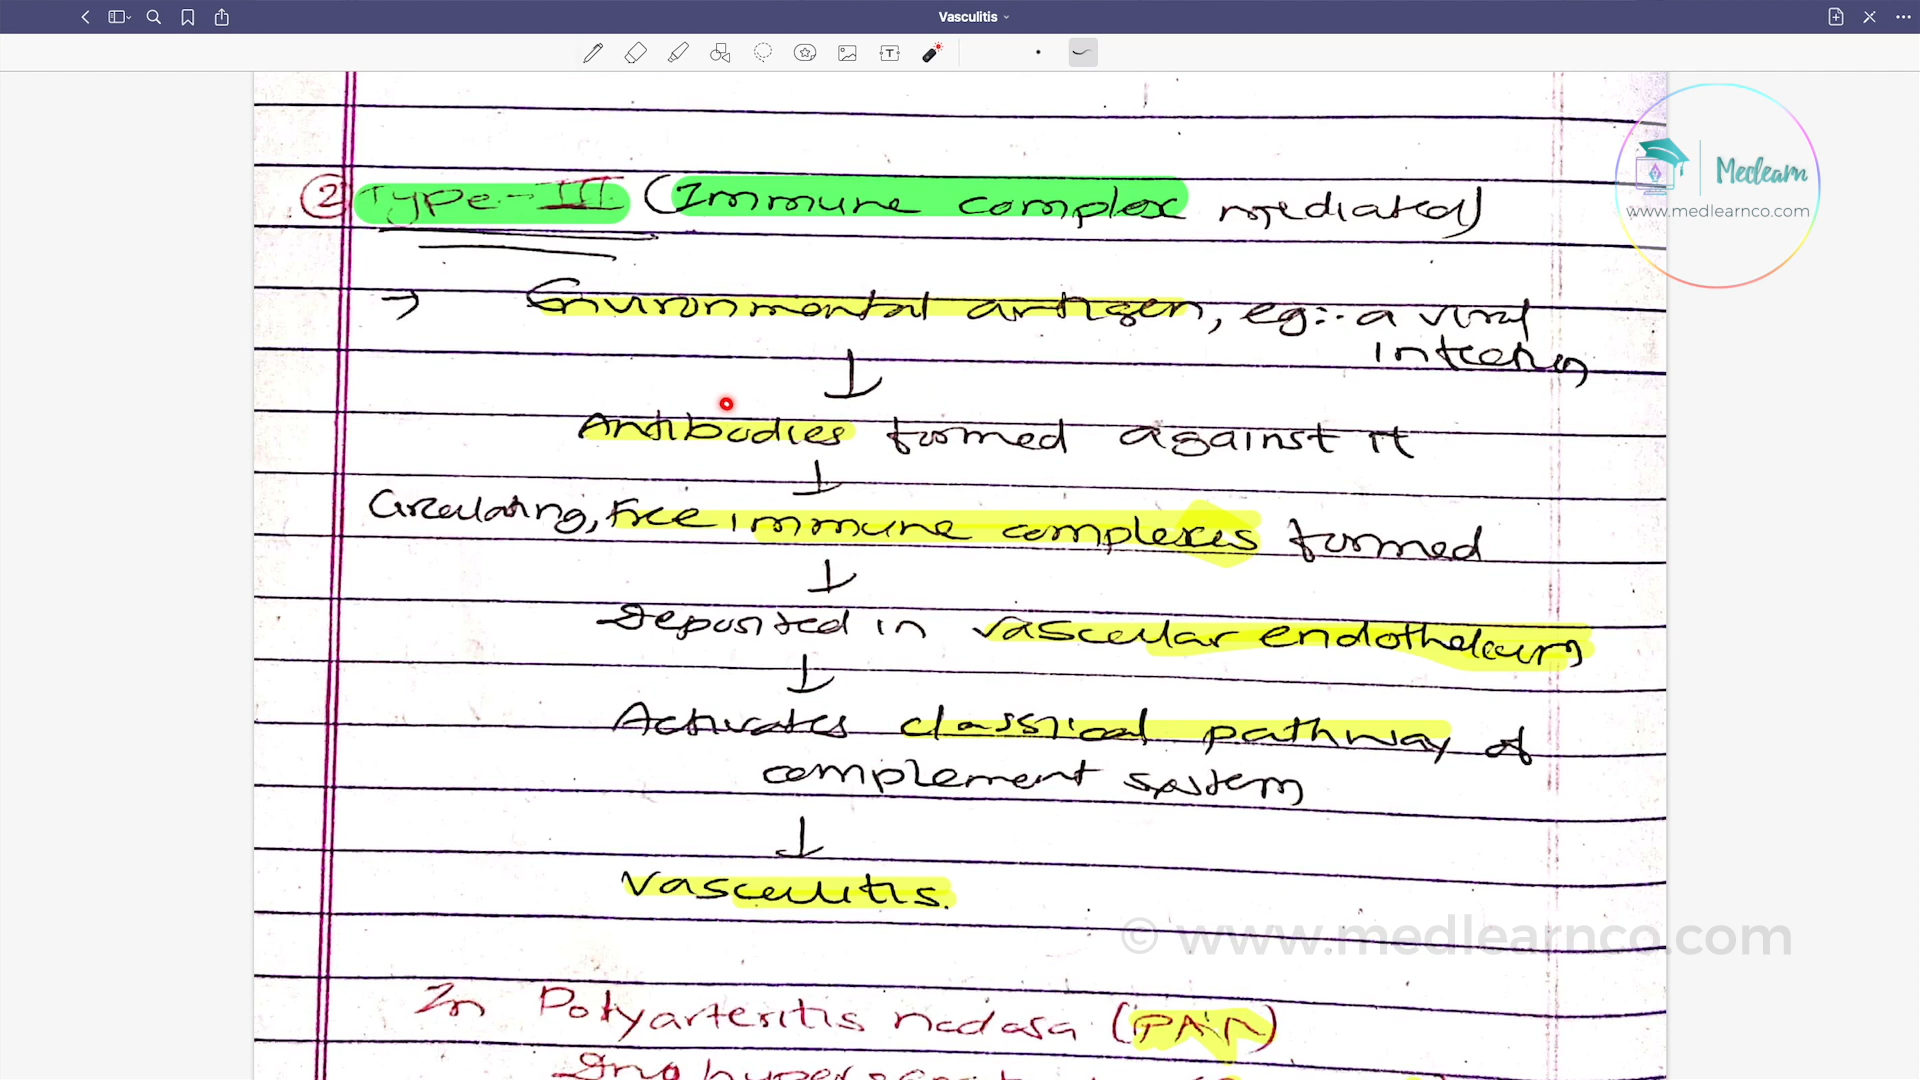 Vasculitis
Medlearn
www.medlearnco.com
② Type-III (Immune complex mediated)
→ Environmental antigen, eg:- a viral
infection
↓
Antibodies formed against it
↓
Circulating, free immune complexes formed
↓
Deposited in vascular endothelium
↓
Activates classical pathway of
complement system
↓
Vasculitis.
© www.medlearnco.com
In Polyarteritis nodosa (PAN)